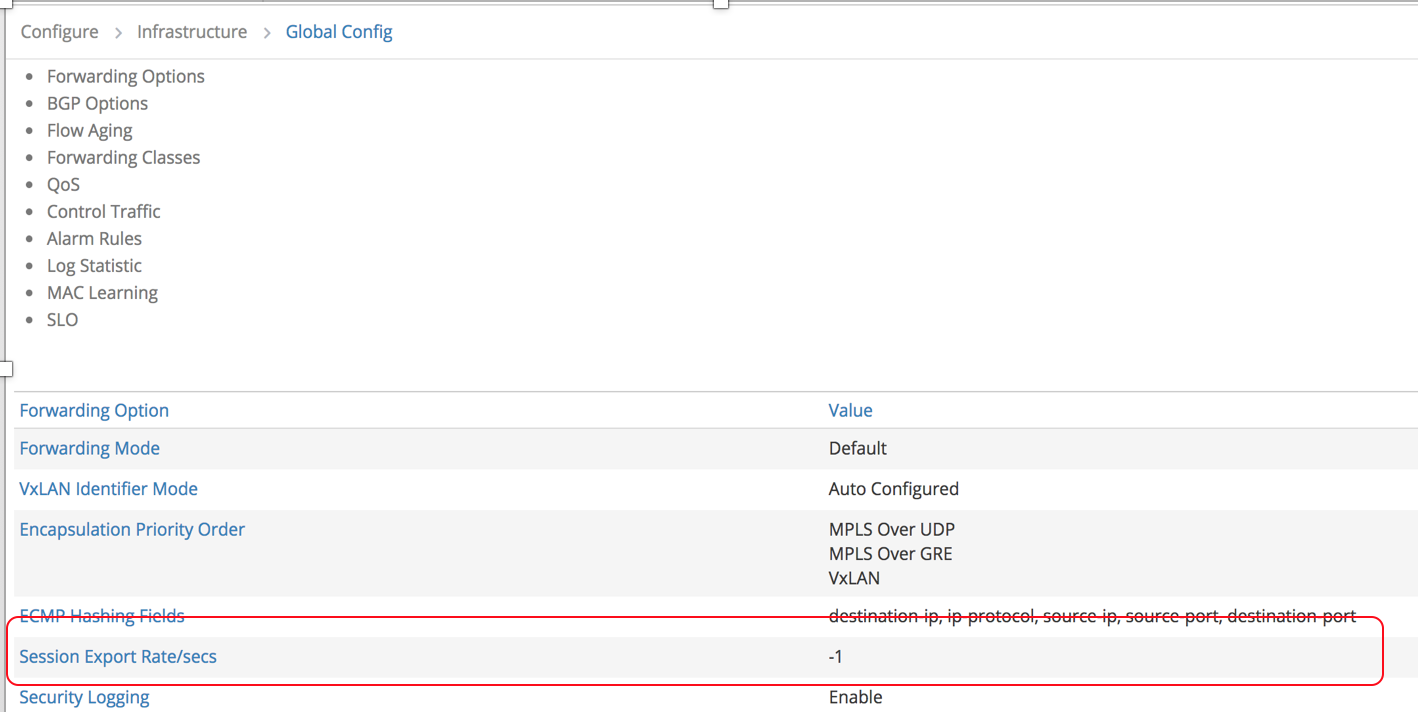 Configure > Infrastructure > Global Config
Forwarding Options
BGP Options
Flow Aging
Forwarding Classes
QoS
Control Traffic
Alarm Rules
Log Statistic
MAC Learning
SLO
Forwarding Option Value
Forwarding Mode Default
VxLAN Identifier Mode Auto Configured
Encapsulation Priority Order MPLS Over UDP
MPLS Over GRE
VxLAN
ECMP Hashing Fields destination-ip, ip-protocol, source-ip, source-port, destination-port
Session Export Rate/secs -1
Security Logging Enable